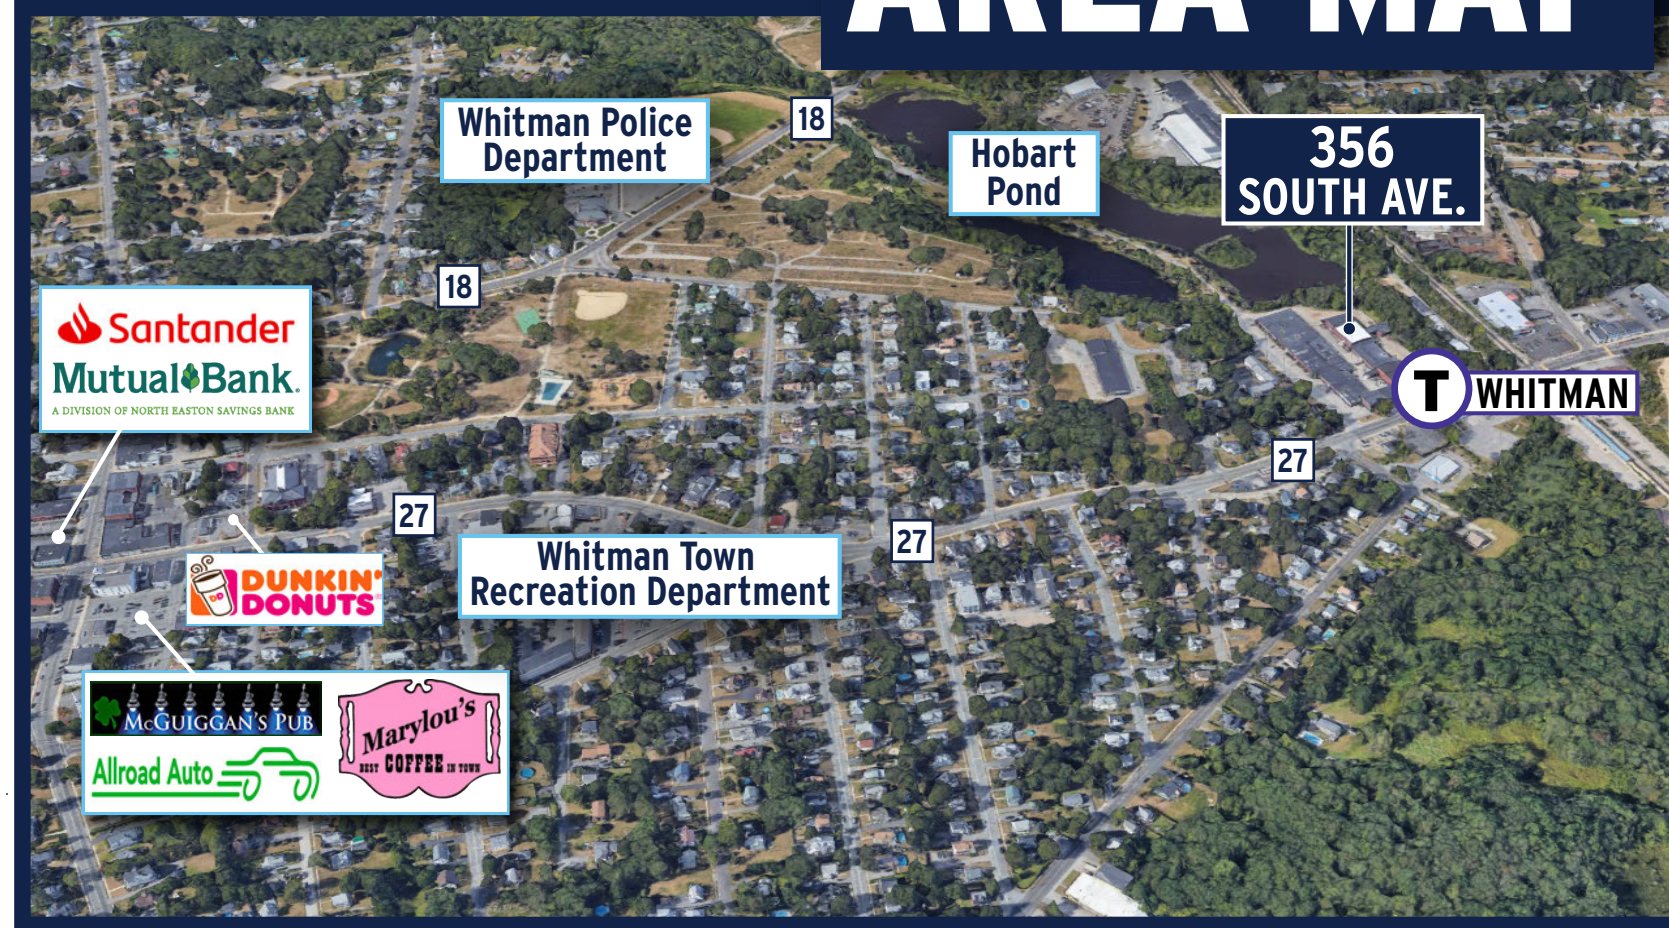 AREA MAP
Whitman Police
Department
18
Hobart
Pond
356
SOUTH AVE.
18
Santander
Mutual Bank.
A DIVISION OF NORTH EASTON SAVINGS BANK
T WHITMAN
27
27
27
Whitman Town
Recreation Department
DUNKIN'
DONUTS
DD
McGUIGGAN'S PUB
Marylou's
BEST COFFEE IN TOWN
Allroad Auto